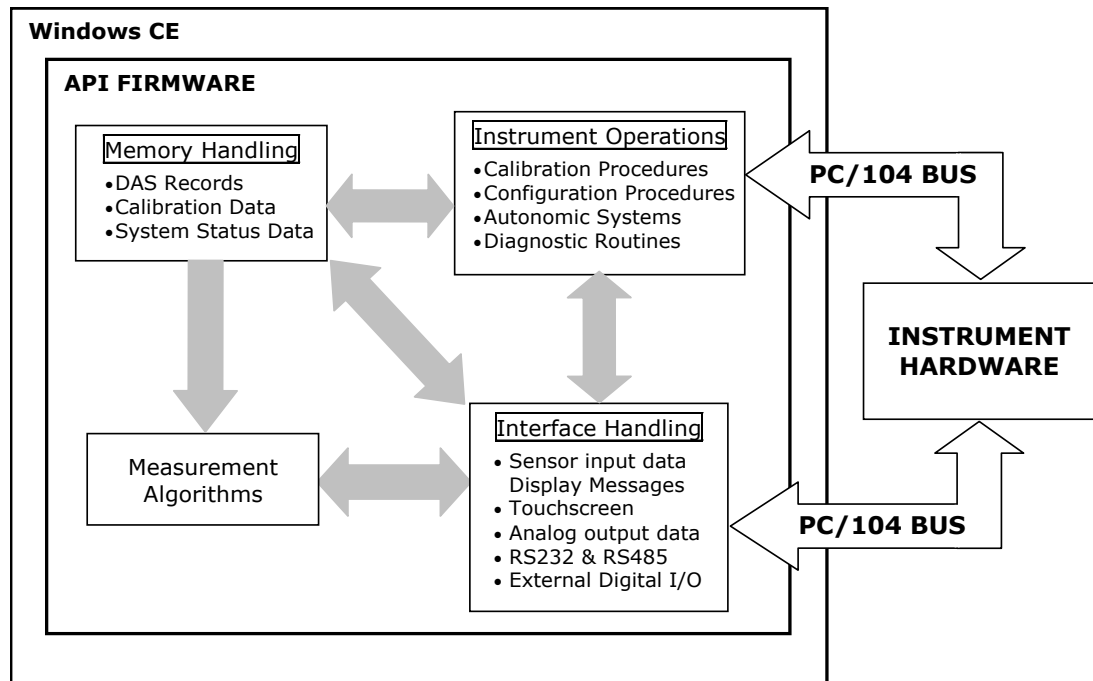 Windows CE
API FIRMWARE
Memory Handling
•DAS Records
•Calibration Data
•System Status Data
Instrument Operations
•Calibration Procedures
•Configuration Procedures
•Autonomic Systems
•Diagnostic Routines
PC/104 BUS
INSTRUMENT
HARDWARE
Measurement
Algorithms
Interface Handling
• Sensor input data
Display Messages
• Touchscreen
• Analog output data
• RS232 & RS485
• External Digital I/O
PC/104 BUS